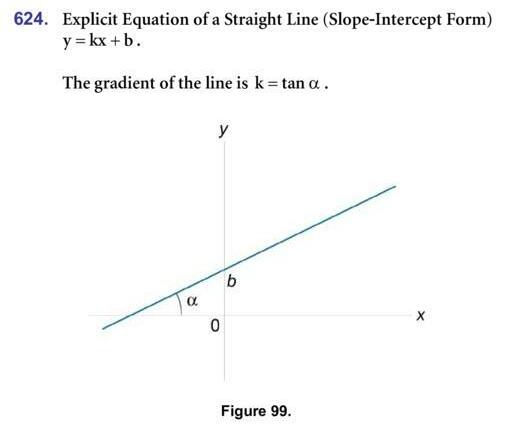 624. Explicit Equation of a Straight Line (Slope-Intercept Form)
y = kx + b.
The gradient of the line is k = tan α.
y
b
α
0
x
Figure 99.